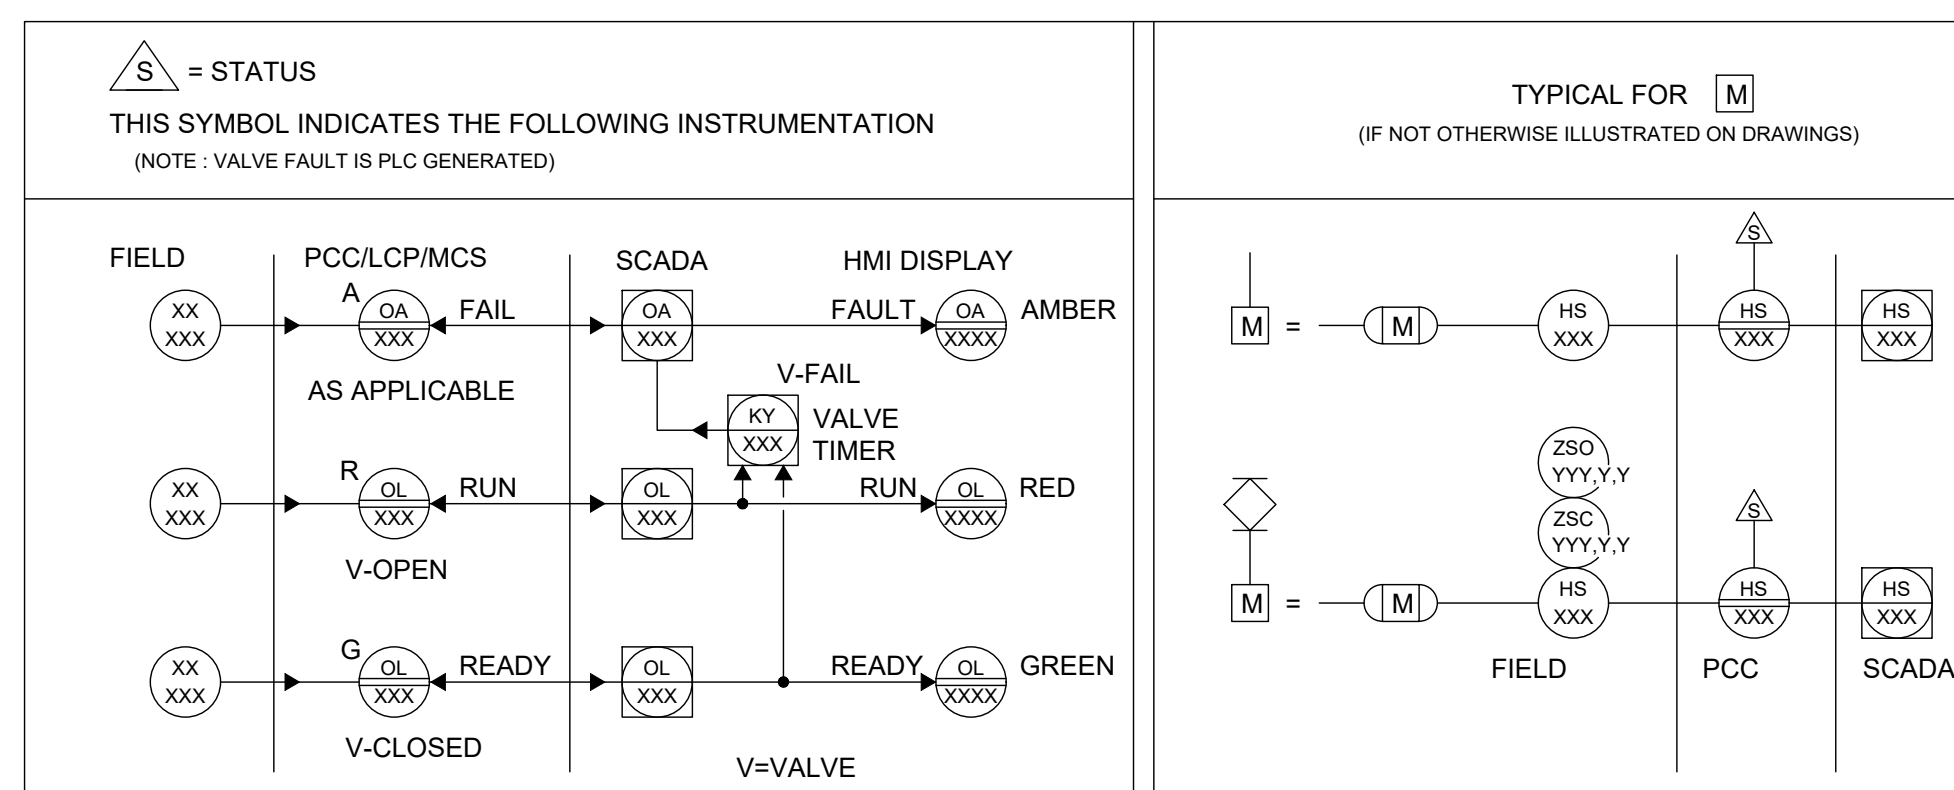 S = STATUS
THIS SYMBOL INDICATES THE FOLLOWING INSTRUMENTATION
(NOTE : VALVE FAULT IS PLC GENERATED)
FIELD PCC/LCP/MCS SCADA HMI DISPLAY
XX
XXX
A
OA
XXX
FAIL
OA
XXX
FAULT
OA
XXXX
AMBER
AS APPLICABLE
V-FAIL
KY
XXX
VALVE
TIMER
XX
XXX
R
OL
XXX
RUN
OL
XXX
RUN
OL
XXXX
RED
V-OPEN
XX
XXX
G
OL
XXX
READY
OL
XXX
READY
OL
XXXX
GREEN
V-CLOSED
V=VALVE
TYPICAL FOR M
(IF NOT OTHERWISE ILLUSTRATED ON DRAWINGS)
S
M = M
HS
XXX
HS
XXX
HS
XXX
ZSO
YYY,Y,Y
ZSC
YYY,Y,Y
S
M = M
HS
XXX
HS
XXX
HS
XXX
FIELD PCC SCADA